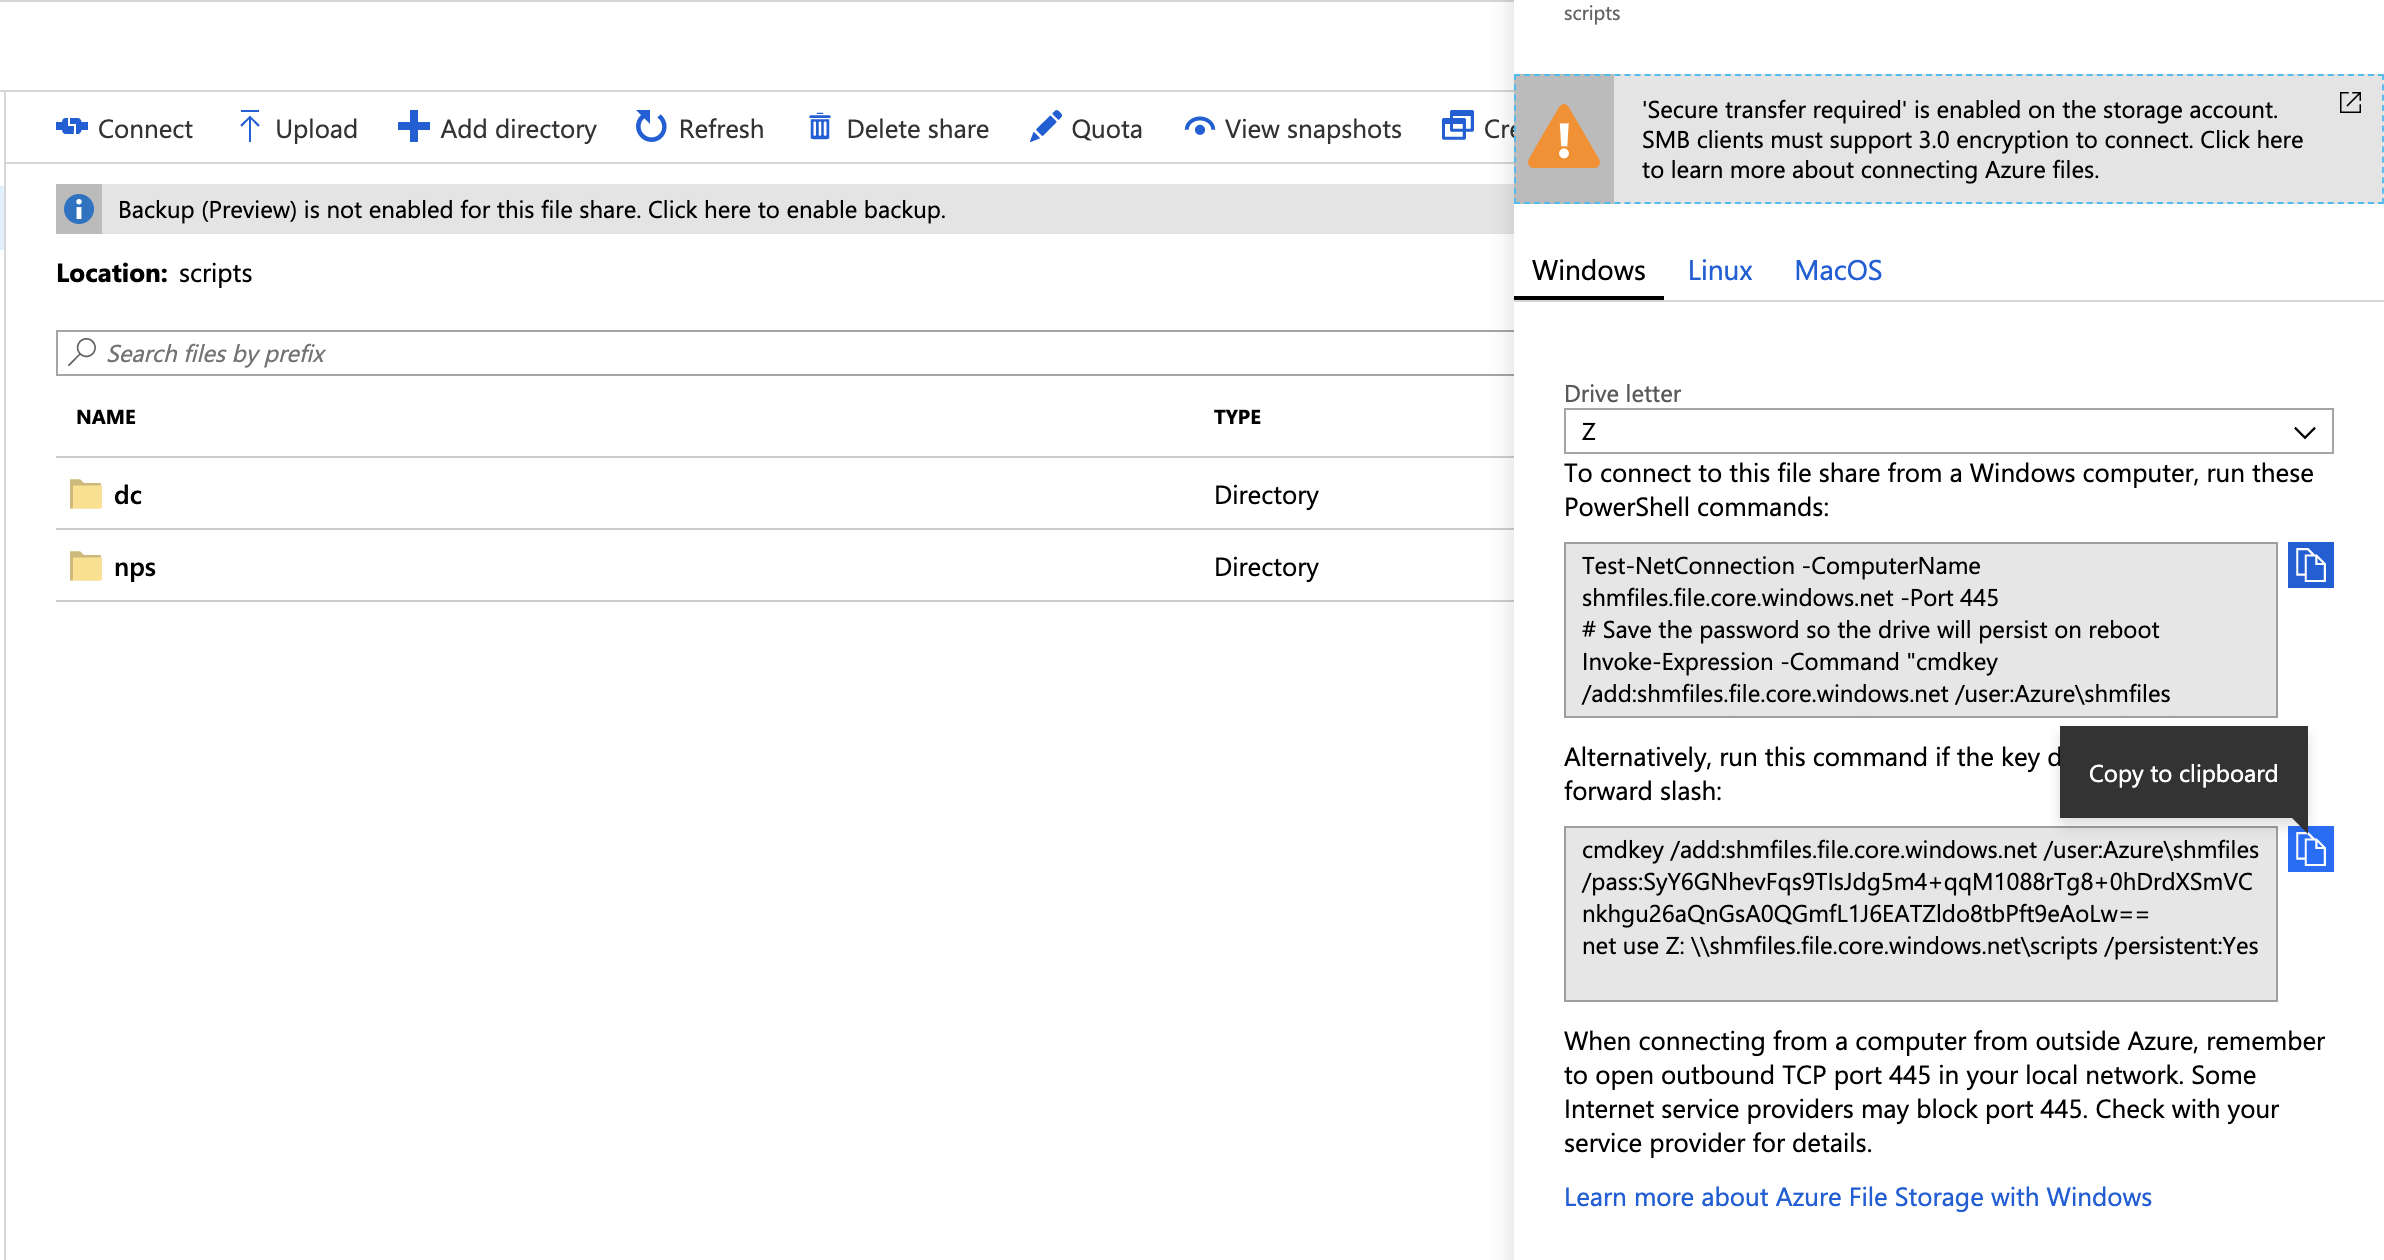 scripts
'Secure transfer required' is enabled on the storage account.
SMB clients must support 3.0 encryption to connect. Click here
to learn more about connecting Azure files.
Connect Upload Add directory Refresh Delete share Quota View snapshots Cr
Backup (Preview) is not enabled for this file share. Click here to enable backup.
Location: scripts
Search files by prefix
NAME TYPE
dc Directory
nps Directory
Windows Linux MacOS
Drive letter
Z
To connect to this file share from a Windows computer, run these
PowerShell commands:
Test-NetConnection -ComputerName
shmfiles.file.core.windows.net -Port 445
# Save the password so the drive will persist on reboot
Invoke-Expression -Command "cmdkey
/add:shmfiles.file.core.windows.net /user:Azure\shmfiles
Alternatively, run this command if the key d
forward slash:
Copy to clipboard
cmdkey /add:shmfiles.file.core.windows.net /user:Azure\shmfiles
/pass:SyY6GNhevFqs9TIsJdg5m4+qqM1088rTg8+0hDrdXSmVC
nkhgu26aQnGsA0QGmfL1J6EATZldo8tbPft9eAoLw==
net use Z: \\shmfiles.file.core.windows.net\scripts /persistent:Yes
When connecting from a computer from outside Azure, remember
to open outbound TCP port 445 in your local network. Some
Internet service providers may block port 445. Check with your
service provider for details.
Learn more about Azure File Storage with Windows